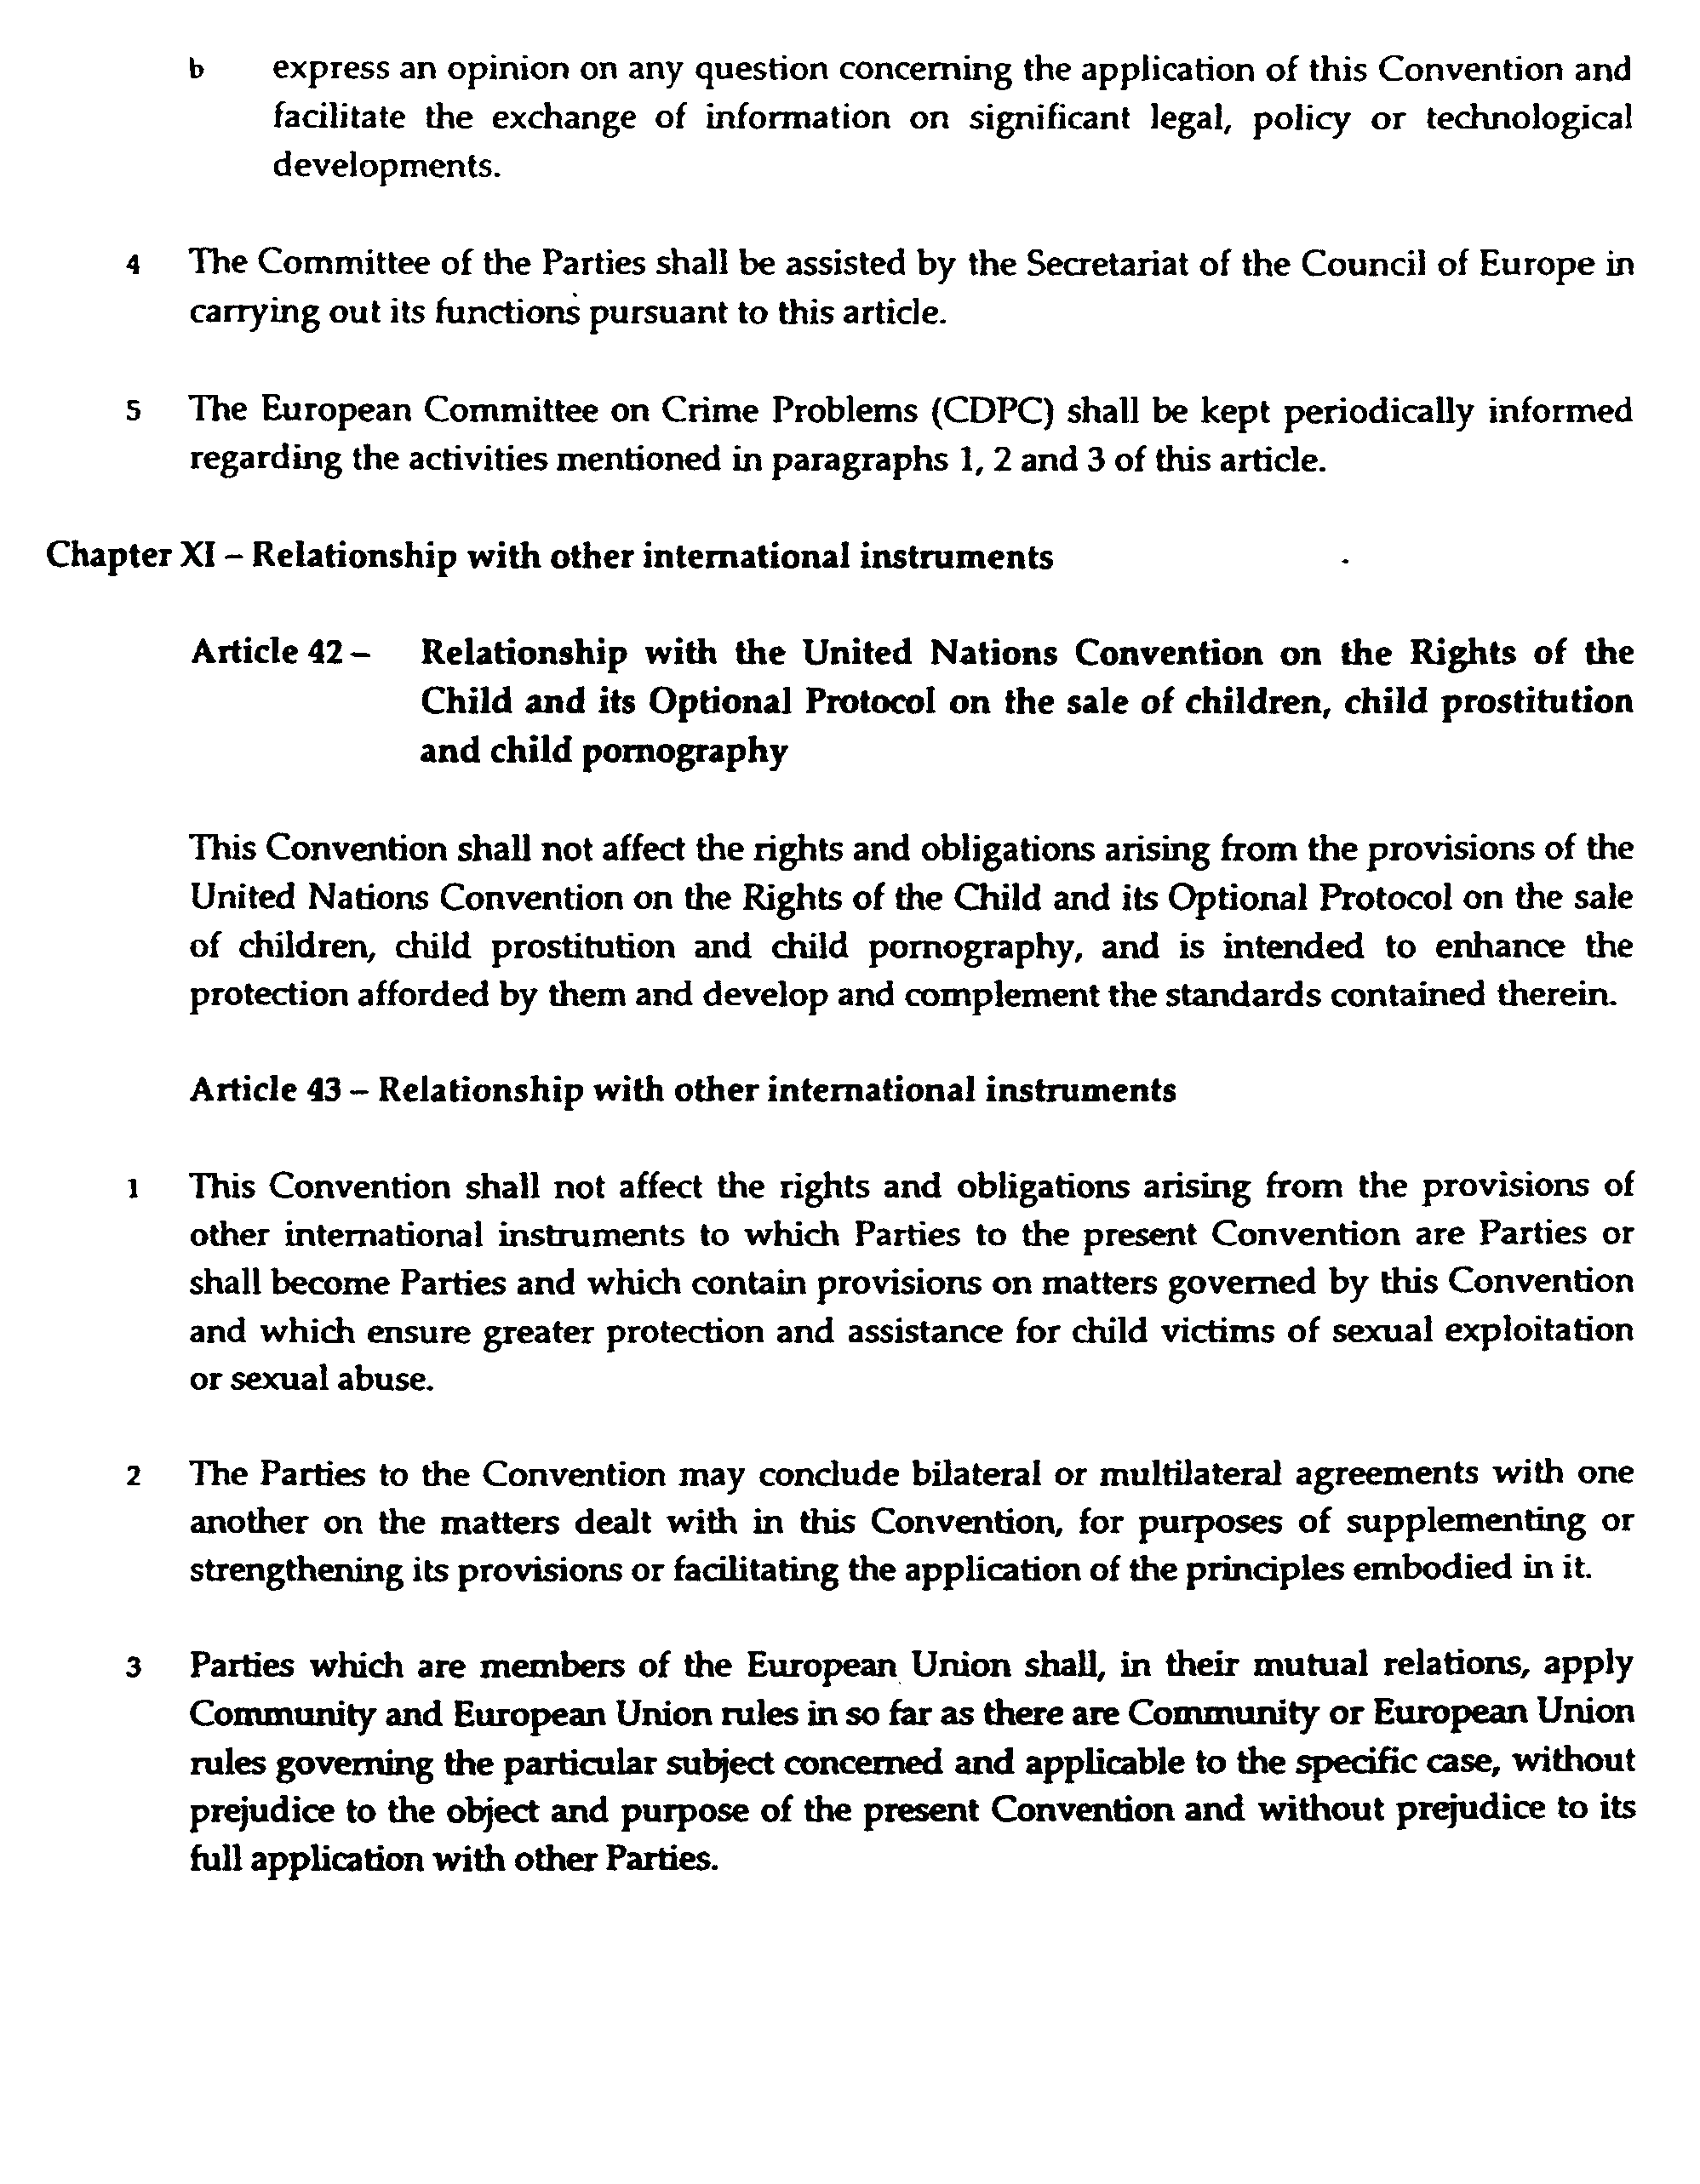 b express an opinion on any question concerning the application of this Convention and
facilitate the exchange of information on significant legal, policy or technological
developments.
4 The Committee of the Parties shall be assisted by the Secretariat of the Council of Europe in
carrying out its functions pursuant to this article.
5 The European Committee on Crime Problems (CDPC) shall be kept periodically informed
regarding the activities mentioned in paragraphs 1, 2 and 3 of this article.
Chapter XI – Relationship with other international instruments
Article 42 – Relationship with the United Nations Convention on the Rights of the
Child and its Optional Protocol on the sale of children, child prostitution
and child pornography
This Convention shall not affect the rights and obligations arising from the provisions of the
United Nations Convention on the Rights of the Child and its Optional Protocol on the sale
of children, child prostitution and child pornography, and is intended to enhance the
protection afforded by them and develop and complement the standards contained therein.
Article 43 – Relationship with other international instruments
1 This Convention shall not affect the rights and obligations arising from the provisions of
other international instruments to which Parties to the present Convention are Parties or
shall become Parties and which contain provisions on matters governed by this Convention
and which ensure greater protection and assistance for child victims of sexual exploitation
or sexual abuse.
2 The Parties to the Convention may conclude bilateral or multilateral agreements with one
another on the matters dealt with in this Convention, for purposes of supplementing or
strengthening its provisions or facilitating the application of the principles embodied in it.
3 Parties which are members of the European Union shall, in their mutual relations, apply
Community and European Union rules in so far as there are Community or European Union
rules governing the particular subject concerned and applicable to the specific case, without
prejudice to the object and purpose of the present Convention and without prejudice to its
full application with other Parties.